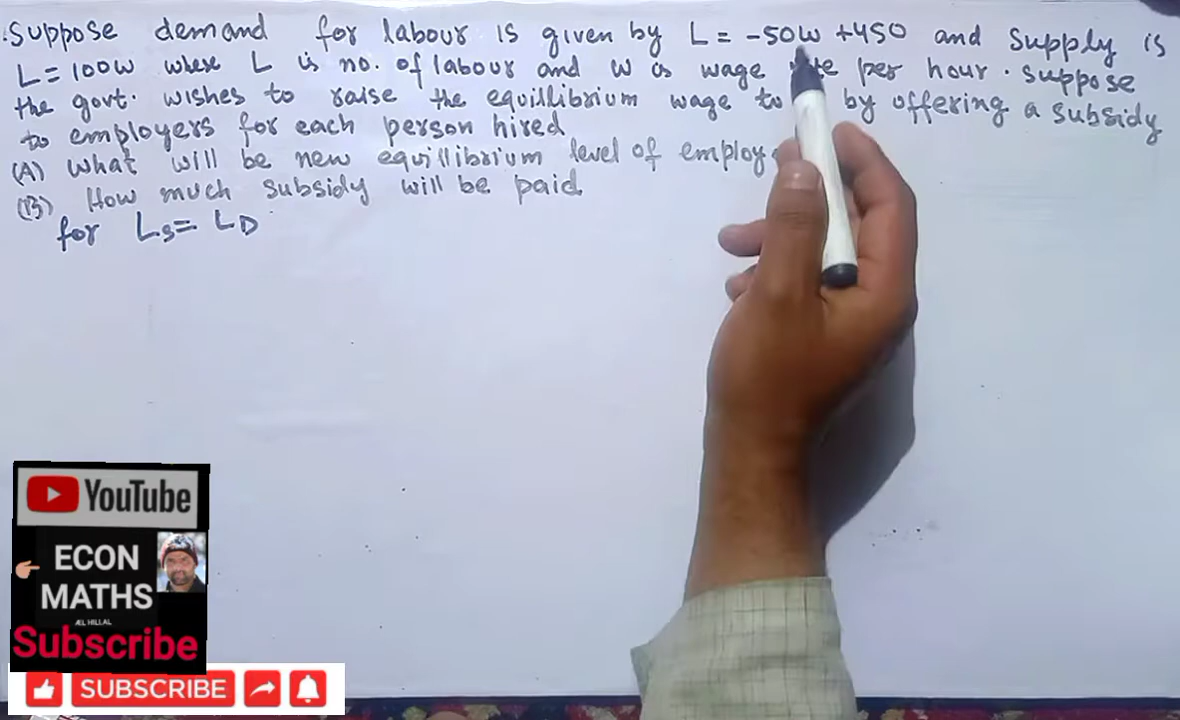 .Suppose demand for labour is given by L = -50W +450 and supply is
L = 100W where L is no. of labour and W is wage per hour . Suppose
the govt. wishes to raise the equillibrium wage to by offering a subsidy
to employers for each person hired
(A) What will be new equillibrium level of
(B) How much subsidy will be paid
for Ls = LD
YouTube
ECON
MATHS
ÆL HILLAL
Subscribe
SUBSCRIBE